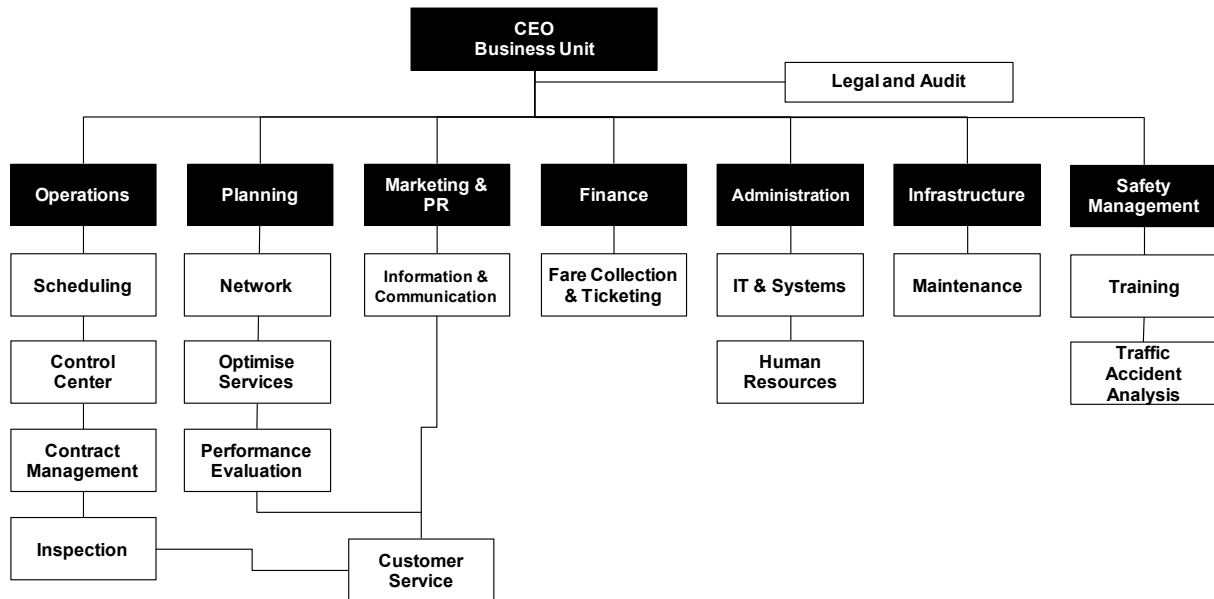 CEO
Business Unit
Legal and Audit
Operations
Planning
Marketing &
PR
Finance
Administration
Infrastructure
Safety
Management
Scheduling
Network
Information &
Communication
Fare Collection
& Ticketing
IT & Systems
Maintenance
Training
Control
Center
Optimise
Services
Human
Resources
Traffic
Accident
Analysis
Contract
Management
Performance
Evaluation
Inspection
Customer
Service